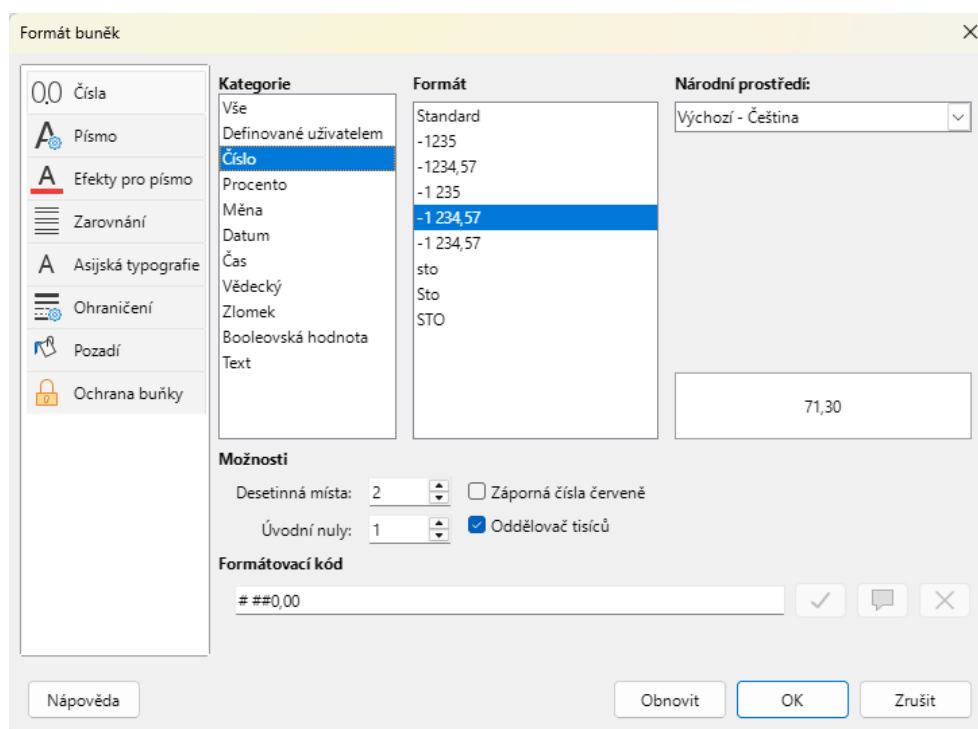 Formát buněk
0,0 Čísla
Písmo
Efekty pro písmo
Zarovnání
Asijská typografie
Ohraničení
Pozadí
Ochrana buňky
Kategorie
Vše
Definované uživatelem
Číslo
Procento
Měna
Datum
Čas
Vědecký
Zlomek
Booleovská hodnota
Text
Formát
Standard
-1235
-1234,57
-1 235
-1 234,57
-1 234,57
sto
Sto
STO
Národní prostředí:
Výchozí - Čeština
71,30
Možnosti
Desetinná místa: 2
Záporná čísla červeně
Úvodní nuly: 1
Oddělovač tisíců
Formátovací kód
# ##0,00
Nápověda
Obnovit
OK
Zrušit